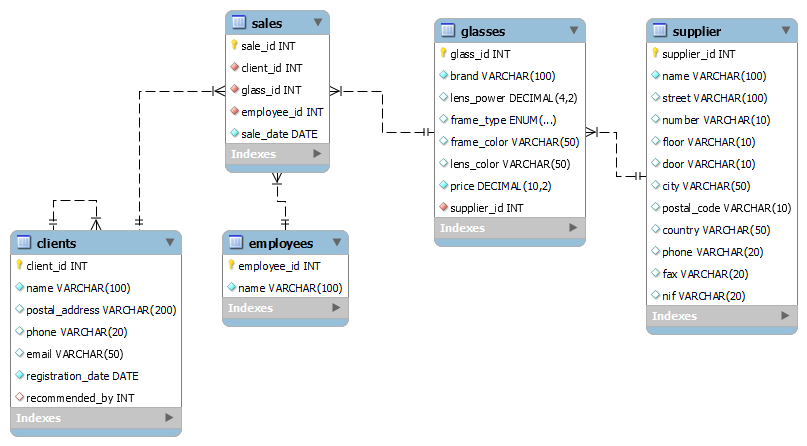 sales
sale_id INT
client_id INT
glass_id INT
employee_id INT
sale_date DATE
Indexes
glasses
glass_id INT
brand VARCHAR(100)
lens_power DECIMAL(4,2)
frame_type ENUM(...)
frame_color VARCHAR(50)
lens_color VARCHAR(50)
price DECIMAL(10,2)
supplier_id INT
Indexes
supplier
supplier_id INT
name VARCHAR(100)
street VARCHAR(100)
number VARCHAR(10)
floor VARCHAR(10)
door VARCHAR(10)
city VARCHAR(50)
postal_code VARCHAR(10)
country VARCHAR(50)
phone VARCHAR(20)
fax VARCHAR(20)
nif VARCHAR(20)
Indexes
clients
client_id INT
name VARCHAR(100)
postal_address VARCHAR(200)
phone VARCHAR(20)
email VARCHAR(50)
registration_date DATE
recommended_by INT
Indexes
employees
employee_id INT
name VARCHAR(100)
Indexes